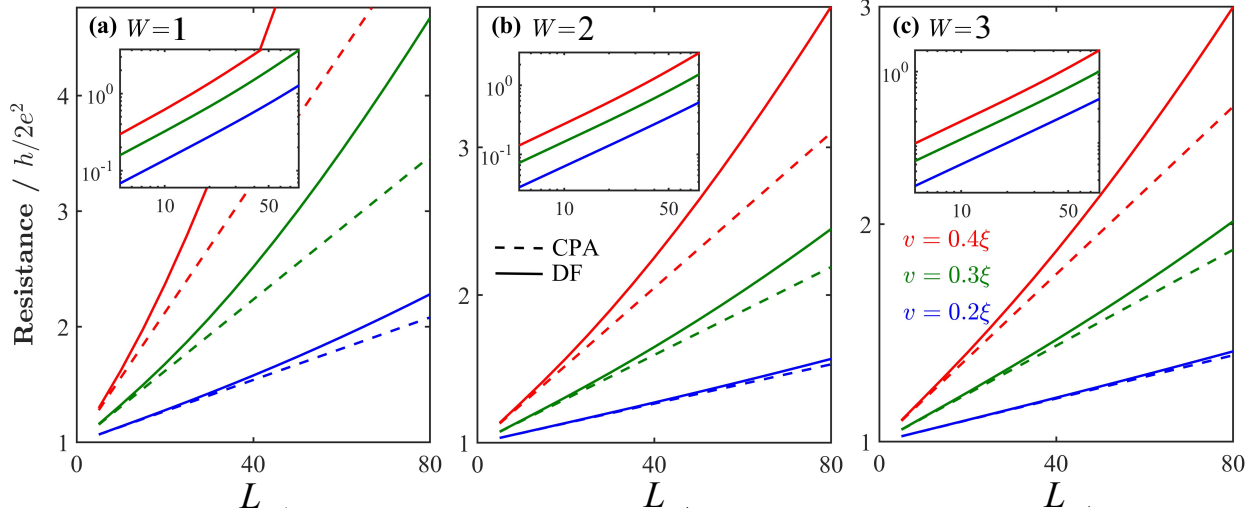 (a) W=1
10⁰
10⁻¹
10
50
4
3
2
1
0
40
80
L
Resistance / h/2e²
(b) W=2
10⁰
10⁻¹
10
50
CPA
DF
3
2
1
0
40
80
L
(c) W=3
10⁰
10
50
v = 0.4ξ
v = 0.3ξ
v = 0.2ξ
3
2
1
0
40
80
L